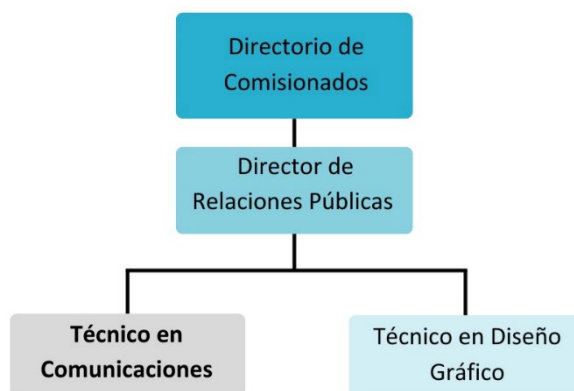 Directorio de
Comisionados
Director de
Relaciones Públicas
Técnico en
Comunicaciones
Técnico en Diseño
Gráfico